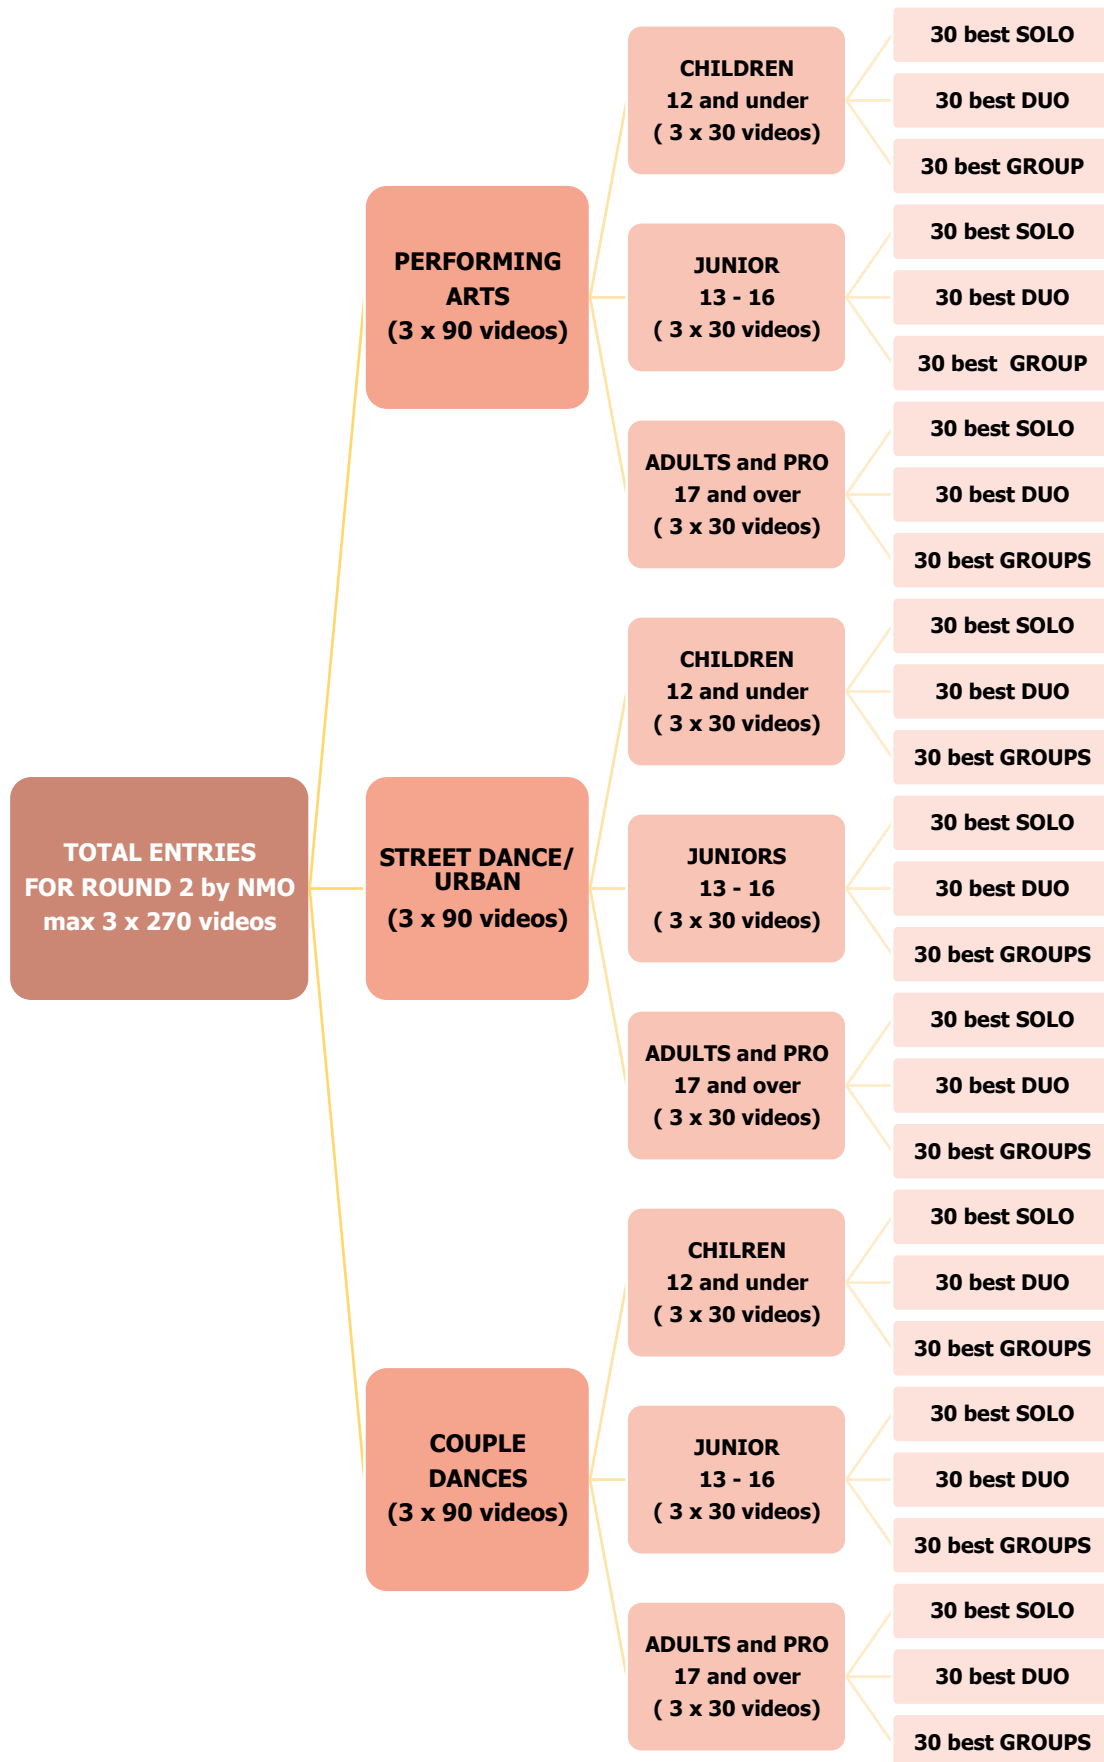 TOTAL ENTRIES
FOR ROUND 2 by NMO
max 3 x 270 videos
PERFORMING
ARTS
(3 x 90 videos)
CHILDREN
12 and under
( 3 x 30 videos)
30 best SOLO
30 best DUO
30 best GROUP
JUNIOR
13 - 16
( 3 x 30 videos)
30 best SOLO
30 best DUO
30 best  GROUP
ADULTS and PRO
17 and over
( 3 x 30 videos)
30 best SOLO
30 best DUO
30 best GROUPS
STREET DANCE/
URBAN
(3 x 90 videos)
CHILDREN
12 and under
( 3 x 30 videos)
30 best SOLO
30 best DUO
30 best GROUPS
JUNIORS
13 - 16
( 3 x 30 videos)
30 best SOLO
30 best DUO
30 best GROUPS
ADULTS and PRO
17 and over
( 3 x 30 videos)
30 best SOLO
30 best DUO
30 best GROUPS
COUPLE
DANCES
(3 x 90 videos)
CHILREN
12 and under
( 3 x 30 videos)
30 best SOLO
30 best DUO
30 best GROUPS
JUNIOR
13 - 16
( 3 x 30 videos)
30 best SOLO
30 best DUO
30 best GROUPS
ADULTS and PRO
17 and over
( 3 x 30 videos)
30 best SOLO
30 best DUO
30 best GROUPS